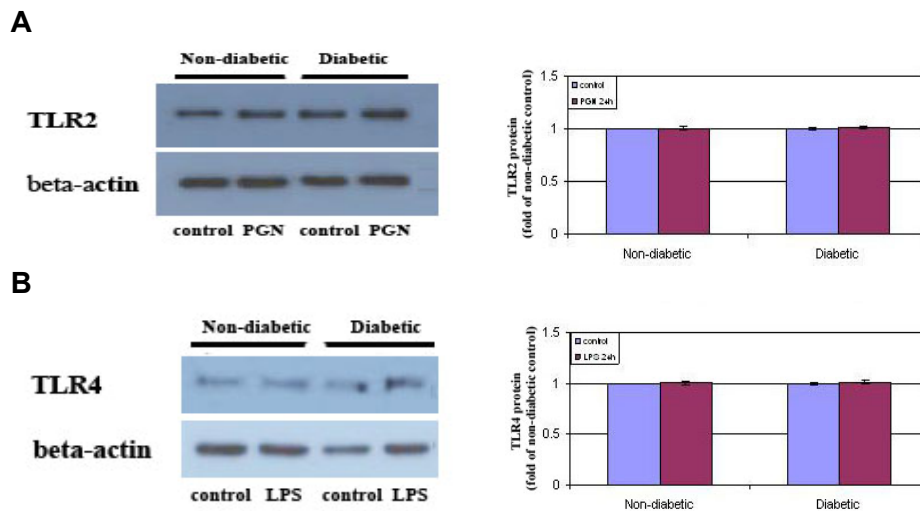 A
Non-diabetic Diabetic
TLR2
beta-actin
control PGN control PGN
TLR2 protein
(fold of non-diabetic control)
1.5
1
0.5
0
control
PGN 24h
Non-diabetic Diabetic
B
Non-diabetic Diabetic
TLR4
beta-actin
control LPS control LPS
TLR4 protein
(fold of non-diabetic control)
1.5
1
0.5
0
control
LPS 24h
Non-diabetic Diabetic